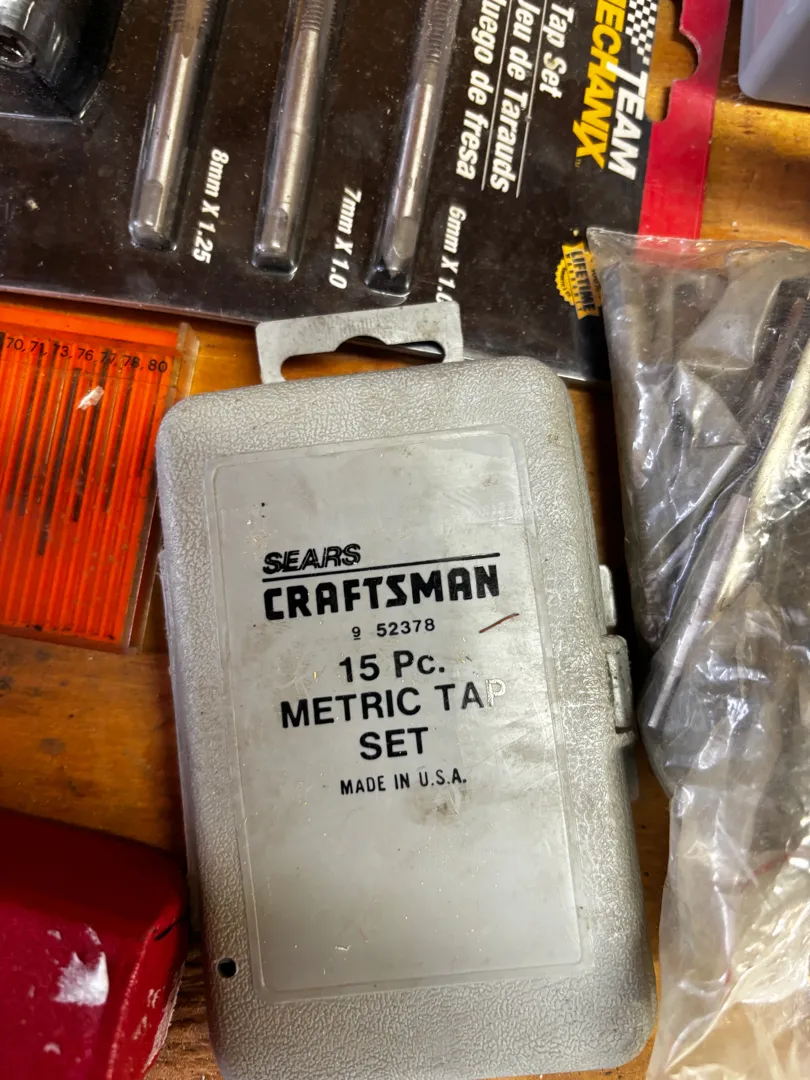 TEAM
MECHANIX
Tap Set
Jeu de Tarauds
Juego de fresa
8mm X 1.25
7mm X 1.0
6mm X 1.0
LIFETIME
70, 71, 73, 76, 77, 78, 80
SEARS
CRAFTSMAN
9 52378
15 Pc.
METRIC TAP
SET
MADE IN U.S.A.